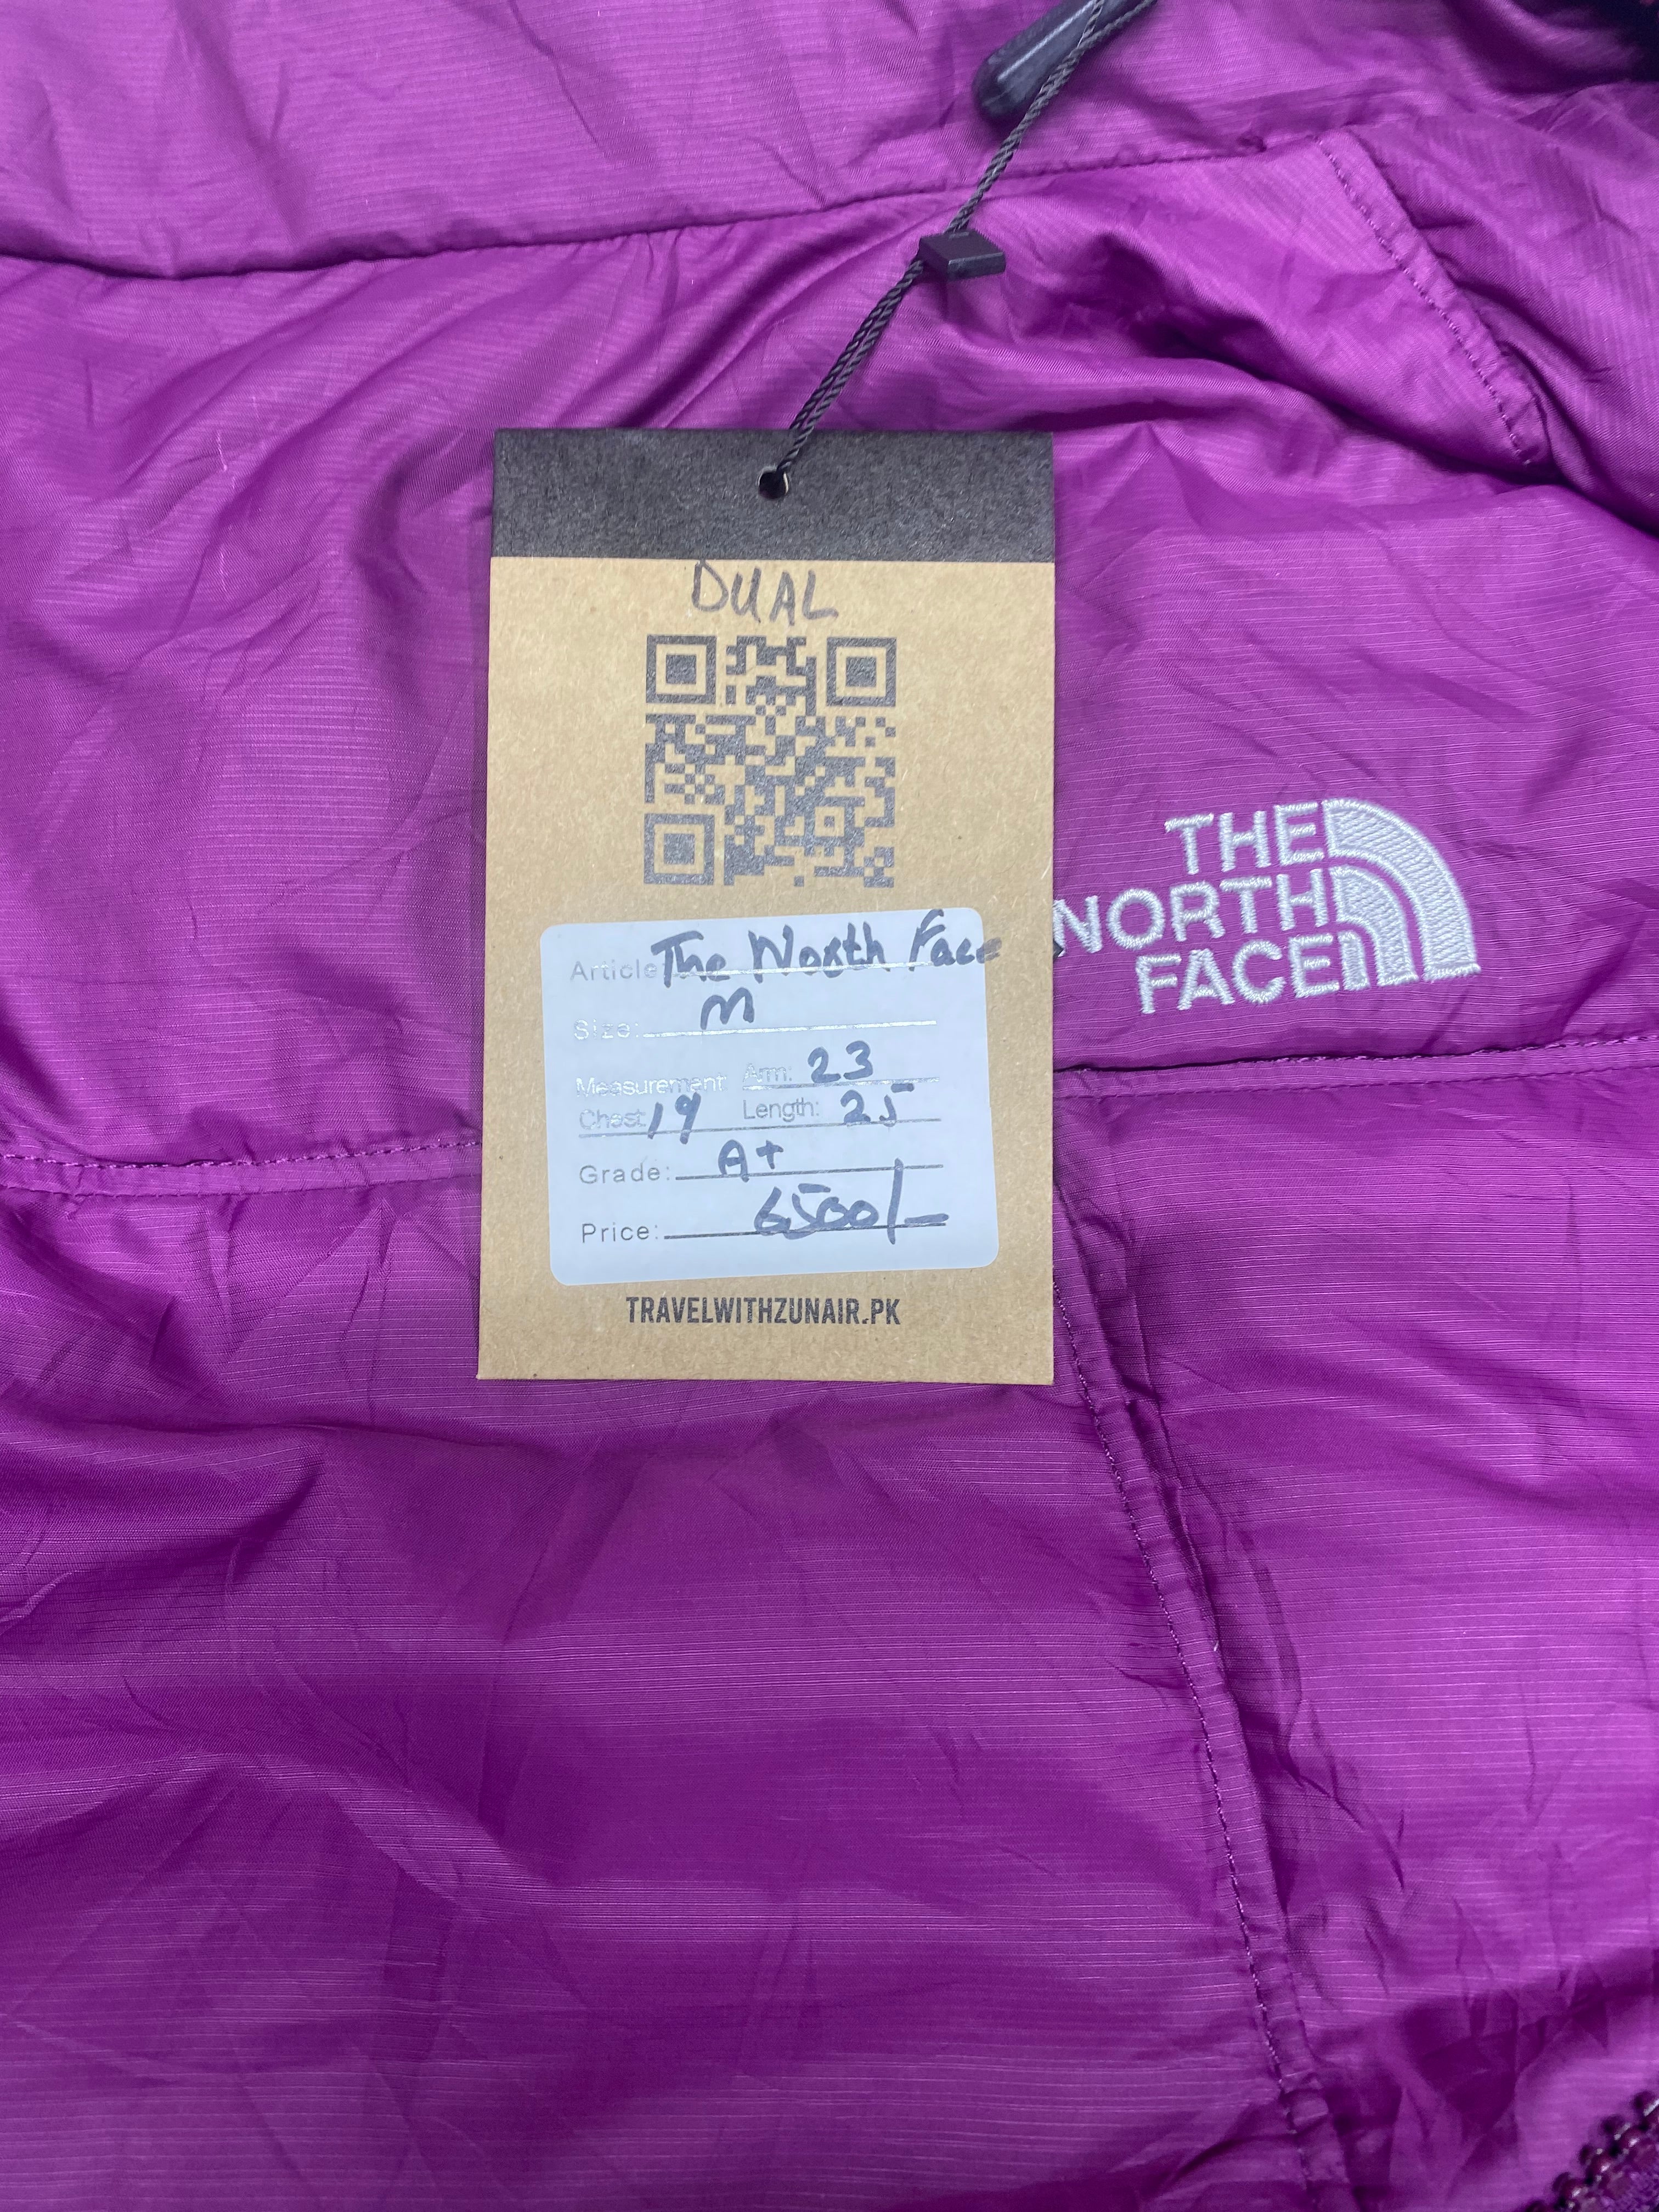 DUAL
THE
NORTH
FACE
Article The North Face
Size: M
Measurement: Arm: 23
Chest: 19 Length: 25
Grade: A+
Price: 6500/-
TRAVELWITHZUNAIR.PK